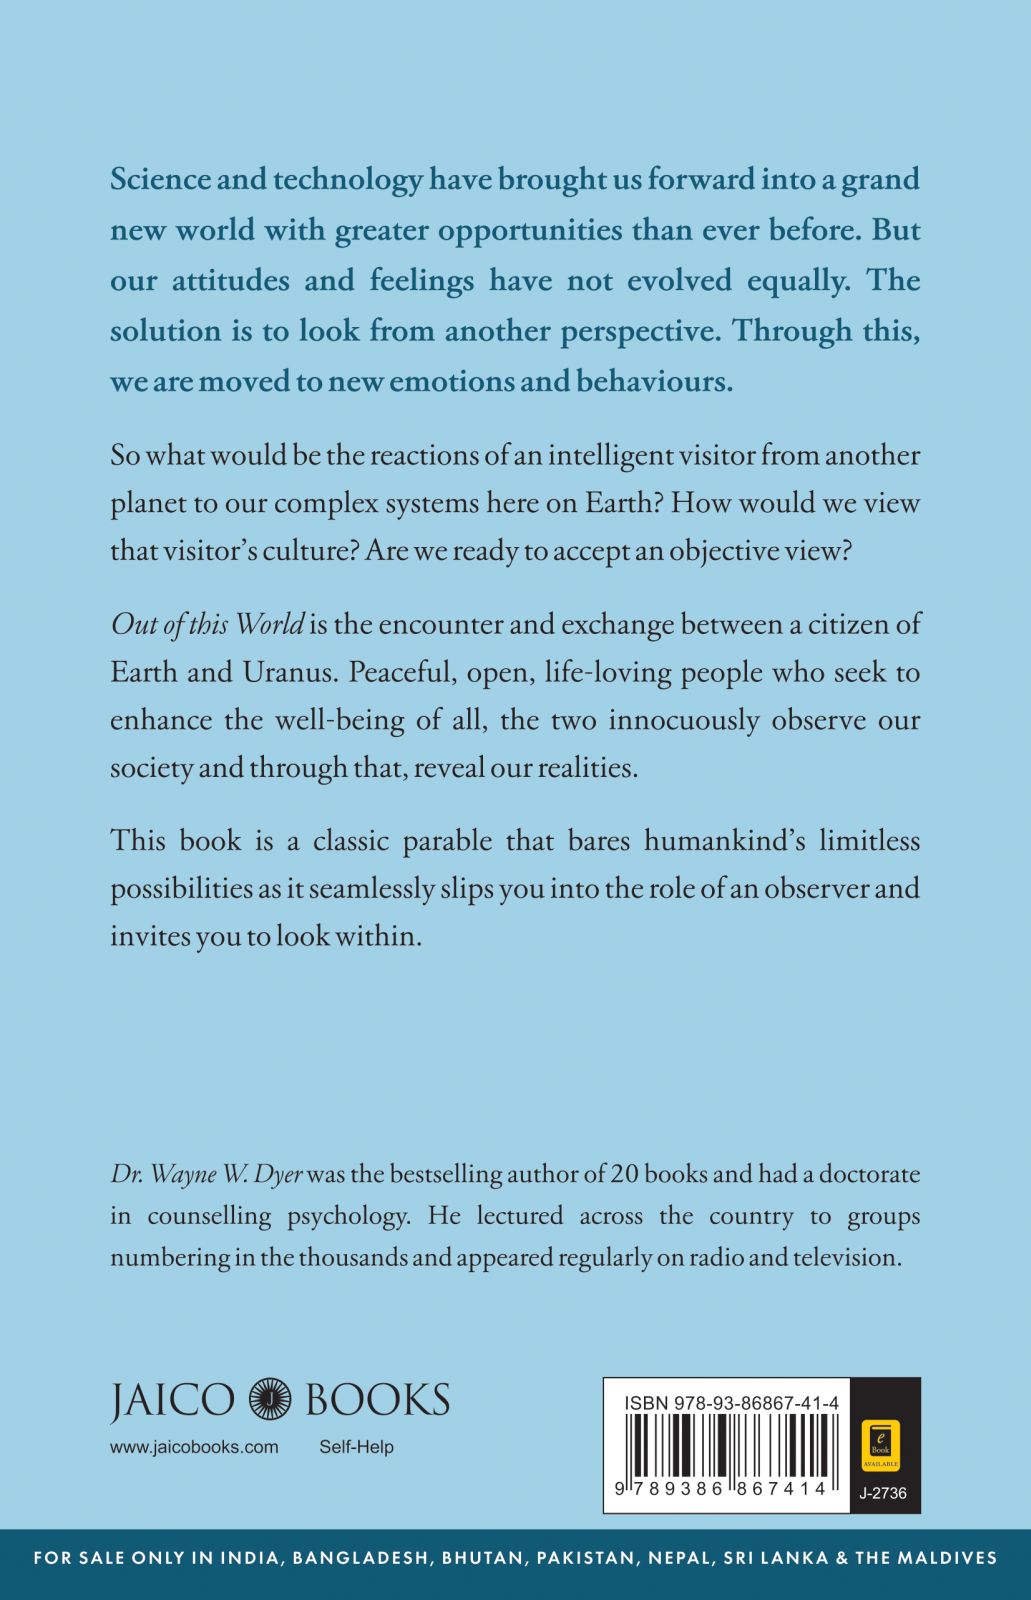 Science and technology have brought us forward into a grand
new world with greater opportunities than ever before. But
our attitudes and feelings have not evolved equally. The
solution is to look from another perspective. Through this,
we are moved to new emotions and behaviours.
So what would be the reactions of an intelligent visitor from another
planet to our complex systems here on Earth? How would we view
that visitor’s culture? Are we ready to accept an objective view?
Out of this World is the encounter and exchange between a citizen of
Earth and Uranus. Peaceful, open, life-loving people who seek to
enhance the well-being of all, the two innocuously observe our
society and through that, reveal our realities.
This book is a classic parable that bares humankind’s limitless
possibilities as it seamlessly slips you into the role of an observer and
invites you to look within.
Dr. Wayne W. Dyer was the bestselling author of 20 books and had a doctorate
in counselling psychology. He lectured across the country to groups
numbering in the thousands and appeared regularly on radio and television.
JAICO J BOOKS
www.jaicobooks.com Self-Help
ISBN 978-93-86867-41-4
9 789386 867414
e
Book
AVAILABLE
J-2736
FOR SALE ONLY IN INDIA, BANGLADESH, BHUTAN, PAKISTAN, NEPAL, SRI LANKA & THE MALDIVES